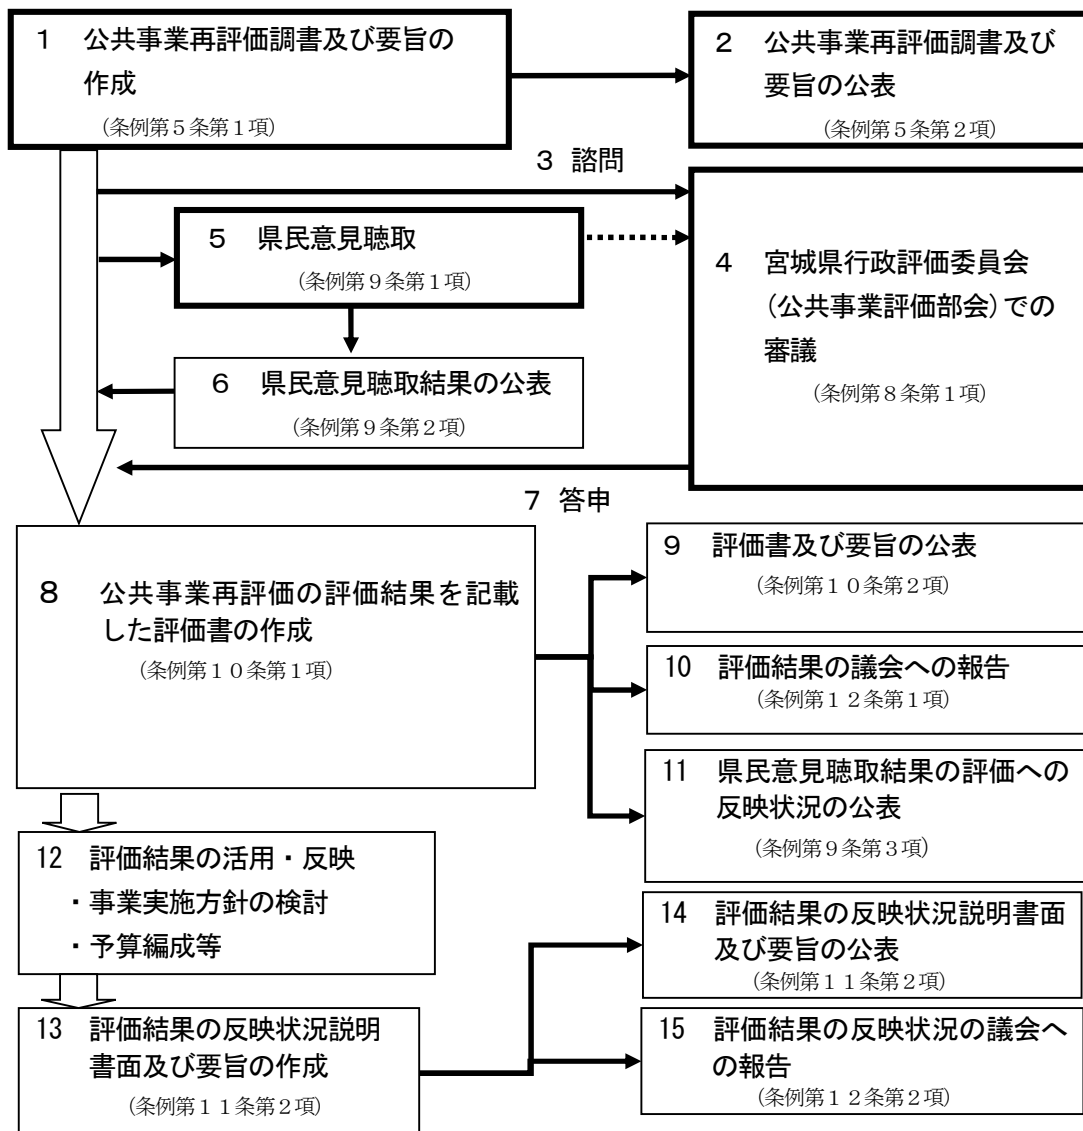 1　公共事業再評価調書及び要旨の
作成
（条例第５条第１項）
2　公共事業再評価調書及び
要旨の公表
（条例第５条第２項）
3 諮問
5　県民意見聴取
（条例第９条第１項）
4　宮城県行政評価委員会
（公共事業評価部会）での
審議
（条例第８条第１項）
6　県民意見聴取結果の公表
（条例第９条第２項）
7 答申
8　公共事業再評価の評価結果を記載
した評価書の作成
（条例第１０条第１項）
9　評価書及び要旨の公表
（条例第１０条第２項）
10　評価結果の議会への報告
（条例第１２条第１項）
11　県民意見聴取結果の評価への
反映状況の公表
（条例第９条第３項）
12　評価結果の活用・反映
・事業実施方針の検討
・予算編成等
13　評価結果の反映状況説明
書面及び要旨の作成
（条例第１１条第２項）
14　評価結果の反映状況説明書面
及び要旨の公表
（条例第１１条第２項）
15　評価結果の反映状況の議会へ
の報告
（条例第１２条第２項）